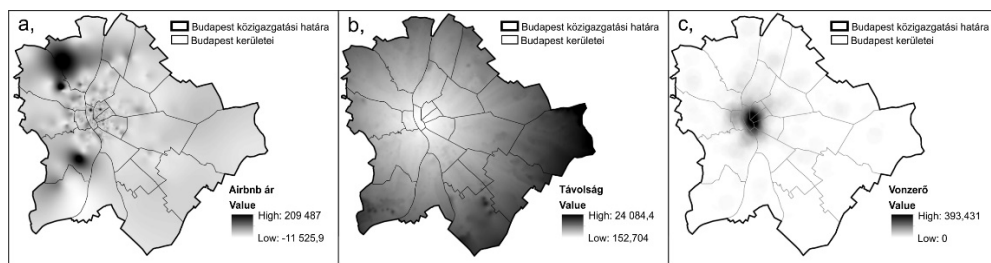 a,
Budapest közigazgatási határa
Budapest kerületei
Airbnb ár
Value
High: 209 487
Low: -11 525,9
b,
Budapest közigazgatási határa
Budapest kerületei
Távolság
Value
High: 24 084,4
Low: 152,704
c,
Budapest közigazgatási határa
Budapest kerületei
Vonzerő
Value
High: 393,431
Low: 0